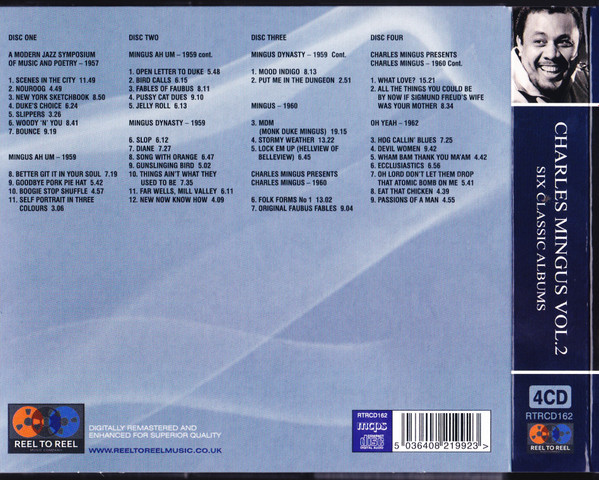 DISC ONE
A MODERN JAZZ SYMPOSIUM
OF MUSIC AND POETRY – 1957
1. SCENES IN THE CITY 11.49
2. NOUROOG 4.49
3. NEW YORK SKETCHBOOK 8.50
4. DUKE'S CHOICE 6.24
5. SLIPPERS 3.26
6. WOODY 'N' YOU 8.41
7. BOUNCE 9.19
MINGUS AH UM – 1959
8. BETTER GIT IT IN YOUR SOUL 7.19
9. GOODBYE PORK PIE HAT 5.42
10. BOOGIE STOP SHUFFLE 4.57
11. SELF PORTRAIT IN THREE
COLOURS 3.06
DISC TWO
MINGUS AH UM – 1959 cont.
1. OPEN LETTER TO DUKE 5.48
2. BIRD CALLS 6.15
3. FABLES OF FAUBUS 8.11
4. PUSSY CAT DUES 9.10
5. JELLY ROLL 6.13
MINGUS DYNASTY – 1959
6. SLOP 6.12
7. DIANE 7.27
8. SONG WITH ORANGE 6.47
9. GUNSLINGING BIRD 5.02
10. THINGS AIN'T WHAT THEY
USED TO BE 7.35
11. FAR WELLS, MILL VALLEY 6.11
12. NEW NOW KNOW HOW 4.09
DISC THREE
MINGUS DYNASTY – 1959 Cont.
1. MOOD INDIGO 8.13
2. PUT ME IN THE DUNGEON 2.51
MINGUS – 1960
3. MDM
(MONK DUKE MINGUS) 19.15
4. STORMY WEATHER 13.22
5. LOCK EM UP (HELLVIEW OF
BELLEVIEW) 6.45
CHARLES MINGUS PRESENTS
CHARLES MINGUS – 1960
6. FOLK FORMS No 1 13.02
7. ORIGINAL FAUBUS FABLES 9.04
DISC FOUR
CHARLES MINGUS PRESENTS
CHARLES MINGUS – 1960 Cont.
1. WHAT LOVE? 15.21
2. ALL THE THINGS YOU COULD
BE BY NOW IF SIGMUND FREUD'S WIFE
WAS YOUR MOTHER 8.34
OH YEAH – 1962
3. HOG CALLIN' BLUES 7.25
4. DEVIL WOMEN 9.42
5. WHAM BAM THANK YOU MA'AM 4.42
6. ECCLUSIASTICS 6.56
7. OH LORD DON'T LET THEM DROP
THAT ATOMIC BOMB ON ME 5.41
8. EAT THAT CHICKEN 4.39
9. PASSIONS OF A MAN 4.55
CHARLES MINGUS VOL.2
SIX CLASSIC ALBUMS
4CD
RTRCD162
REEL TO REEL
REEL TO REEL
DIGITALLY REMASTERED AND
ENHANCED FOR SUPERIOR QUALITY
WWW.REELTOREELMUSIC.CO.UK
mcps
COMPACT
disc
DIGITAL AUDIO
5 036408 219923 >